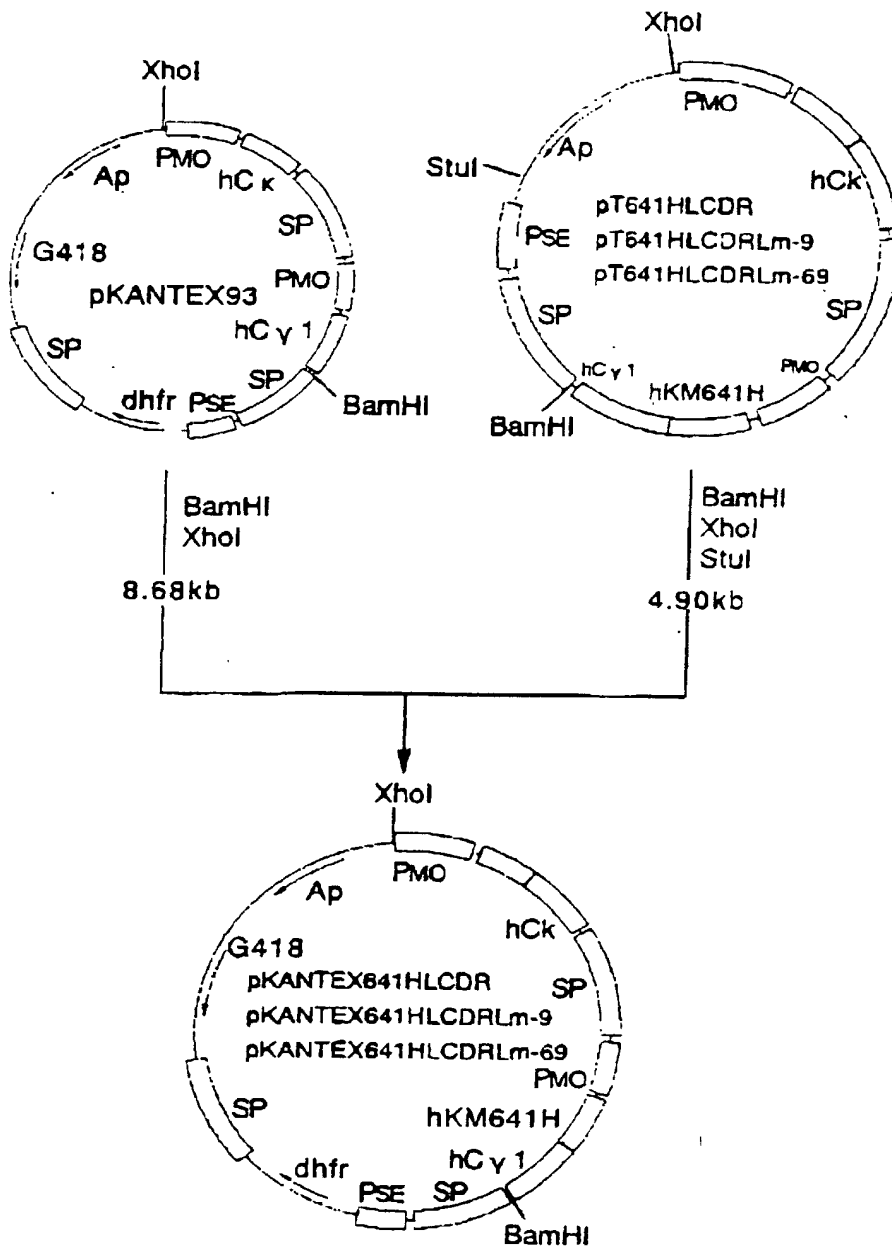 XhoI
PMO
Ap
hCκ
SP
G418
pKANTEX93
PMO
hCγ1
SP
SP
BamHI
dhfr
PSE
XhoI
PMO
Ap
StuI
hCk
pT641HLCDR
PSE
pT641HLCDRLm-9
pT641HLCDRLm-69
SP
SP
PMO
hCγ1
hKM641H
BamHI
BamHI
XhoI
8.68kb
BamHI
XhoI
StuI
4.90kb
XhoI
PMO
Ap
hCk
G418
pKANTEX641HLCDR
SP
pKANTEX641HLCDRLm-9
pKANTEX641HLCDRLm-69
PMO
SP
hKM641H
hCγ1
dhfr
PSE
SP
BamHI